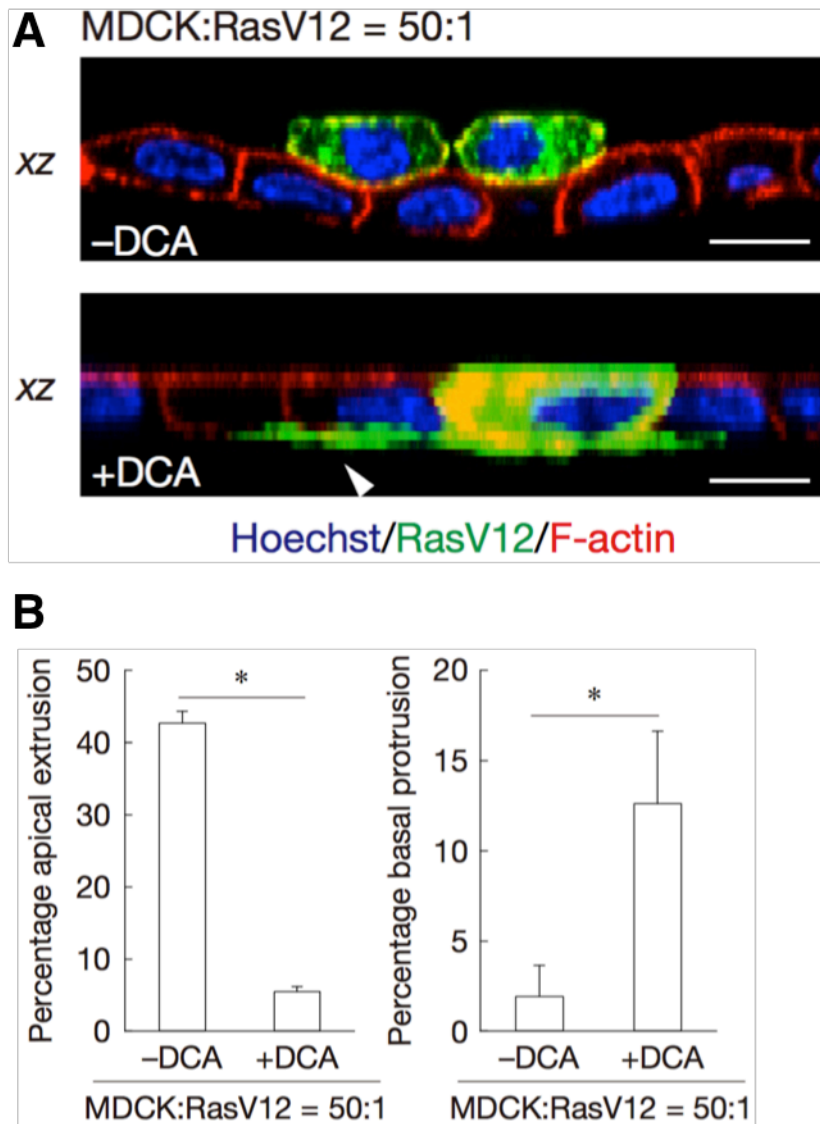 A
MDCK:RasV12 = 50:1
XZ
–DCA
XZ
+DCA
Hoechst/RasV12/F-actin
B
Percentage apical extrusion
50
40
30
20
10
0
*
–DCA +DCA
MDCK:RasV12 = 50:1
Percentage basal protrusion
20
15
10
5
0
*
–DCA +DCA
MDCK:RasV12 = 50:1